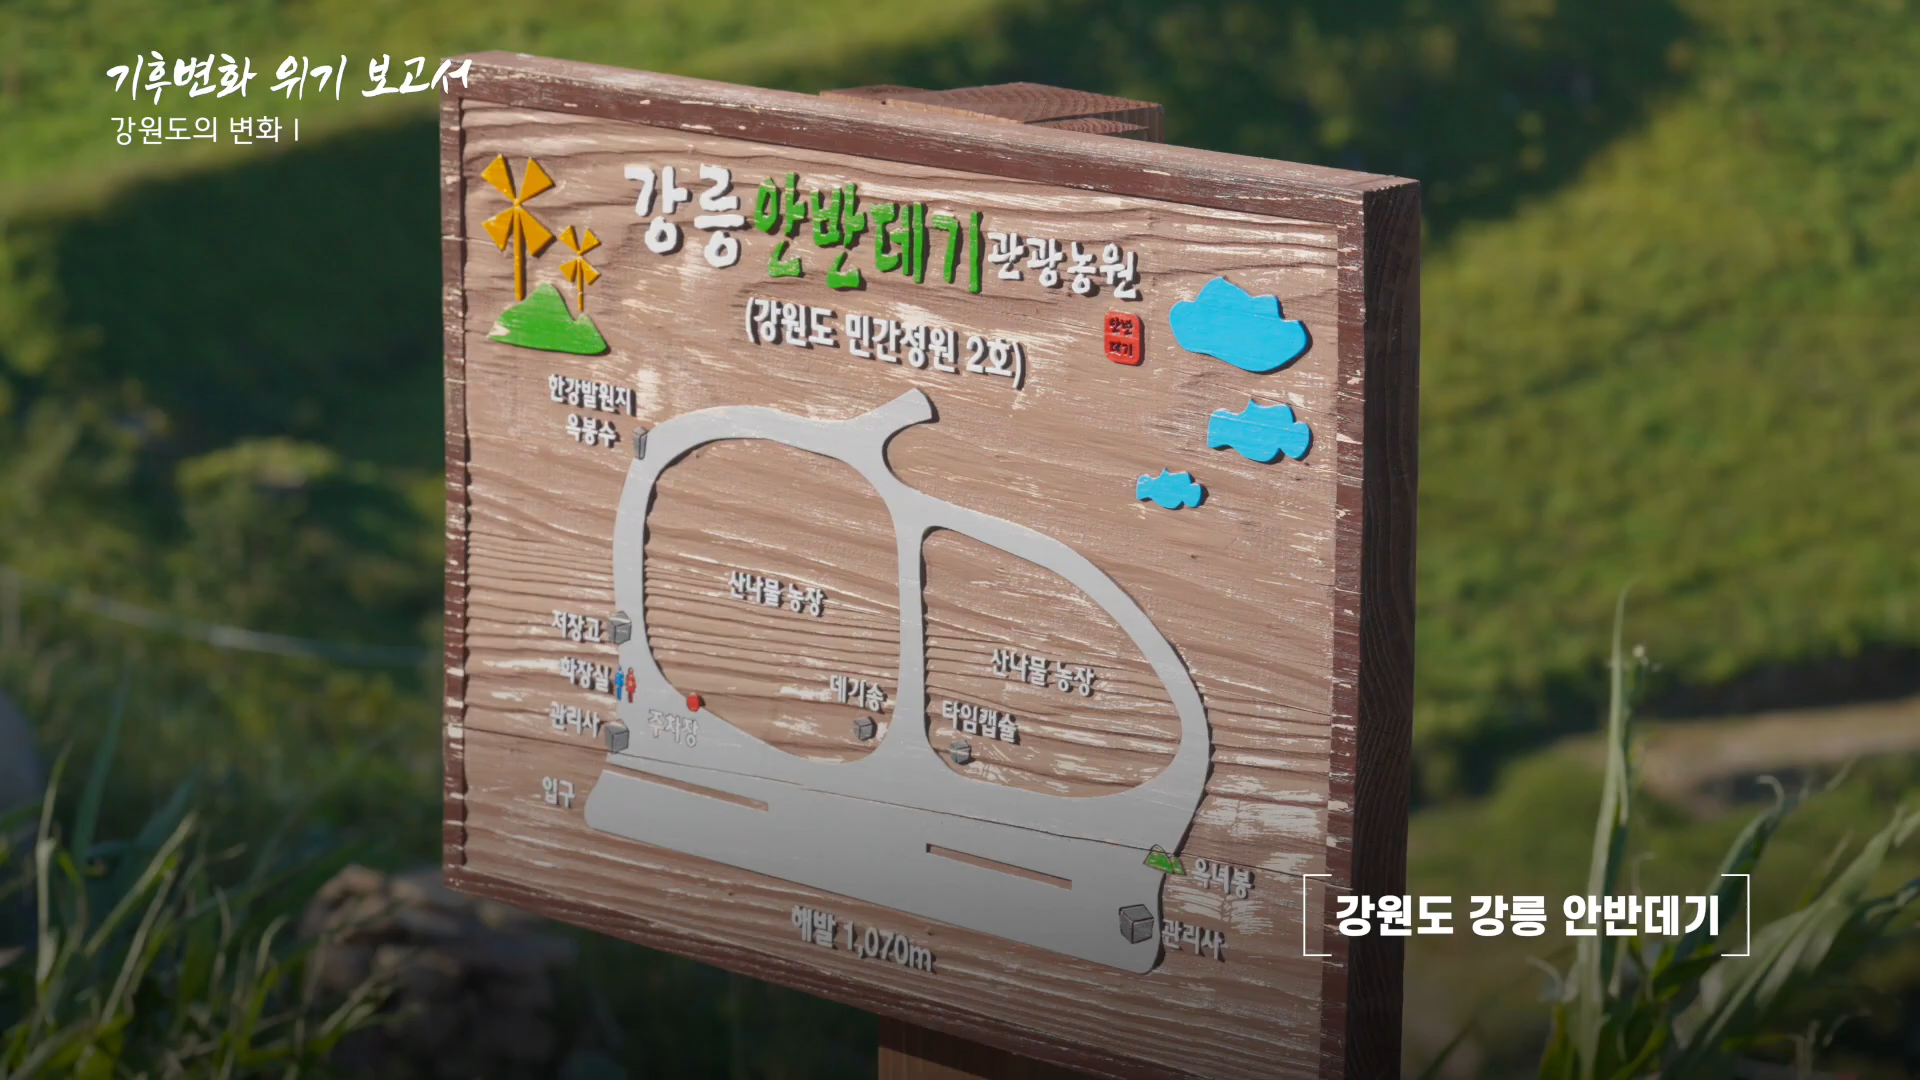 기후변화 위기 보고서
강원도의 변화 I
강릉 안반데기 관광농원
(강원도 민간정원 2호)
안반
데기
한강발원지
옥봉수
산나물 농장
저장고
화장실
관리사
주차장
데기송
산나물 농장
타임캡슐
입구
옥녀봉
관리사
해발 1,070m
강원도 강릉 안반데기